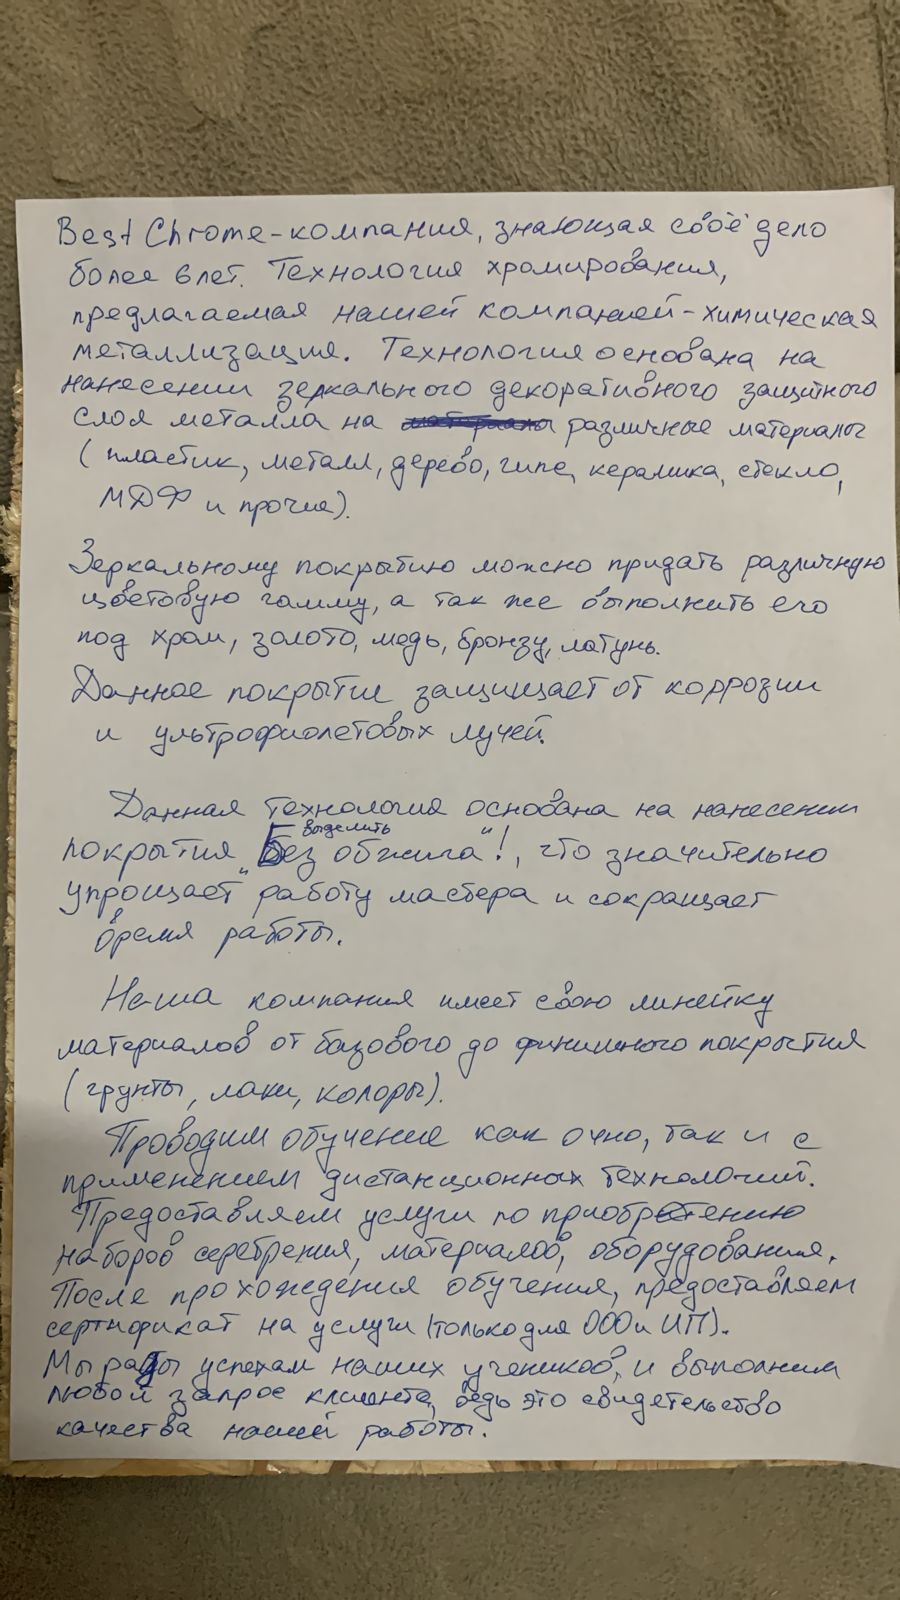 Best Chrome - компания, знающая своё дело
более 6 лет. Технология хромирования,
предлагаемая нашей компанией - химическая
металлизация. Технология основана на
нанесении зеркального декоративного защитного
слоя металла на материалы различные материалы
(пластик, металл, дерево, гипс, керамика, стекло,
МДФ и прочие).
Зеркальному покрытию можно придать различную
цветовую гамму, а так же выполнить его
под хром, золото, медь, бронзу, латунь.
Данное покрытие защищает от коррозии
и ультрофиолетовых лучей.
Данная технология основана на нанесении
выделить
покрытия "Без обжига"!, что значительно
упрощает работу мастера и сокращает
время работы.
Наша компания имеет свою линейку
материалов от базового до финишного покрытия
(грунты, лаки, колоры).
Проводим обучение как очно, так и с
применением дистанционных технологий.
Предоставляем услуги по приобретению
наборов серебрения, материалов, оборудования.
После прохождения обучения, предоставляем
сертификат на услуги (только для ООО и ИП).
Мы рады успехам наших учеников, и выполним
любой запрос клиента, ведь это свидетельство
качества нашей работы.